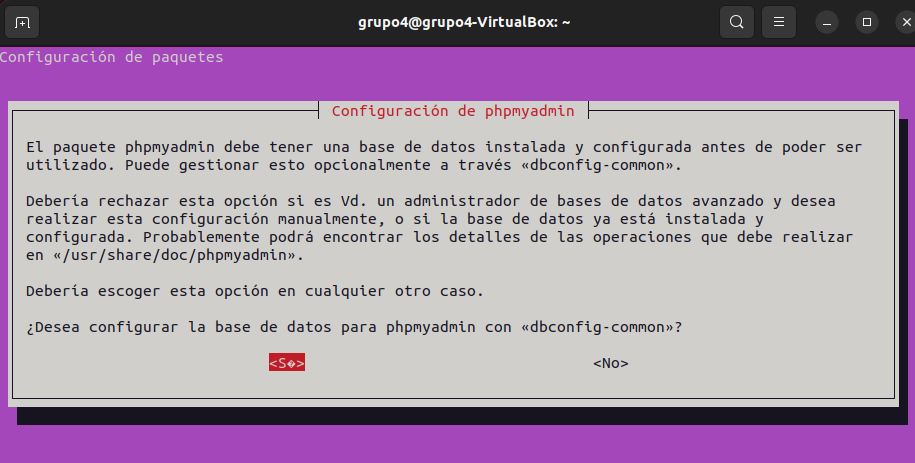 grupo4@grupo4-VirtualBox: ~
Configuración de paquetes
Configuración de phpmyadmin
El paquete phpmyadmin debe tener una base de datos instalada y configurada antes de poder ser
utilizado. Puede gestionar esto opcionalmente a través «dbconfig-common».
Debería rechazar esta opción si es Vd. un administrador de bases de datos avanzado y desea
realizar esta configuración manualmente, o si la base de datos ya está instalada y
configurada. Probablemente podrá encontrar los detalles de las operaciones que debe realizar
en «/usr/share/doc/phpmyadmin».
Debería escoger esta opción en cualquier otro caso.
¿Desea configurar la base de datos para phpmyadmin con «dbconfig-common»?
<S�> <No>